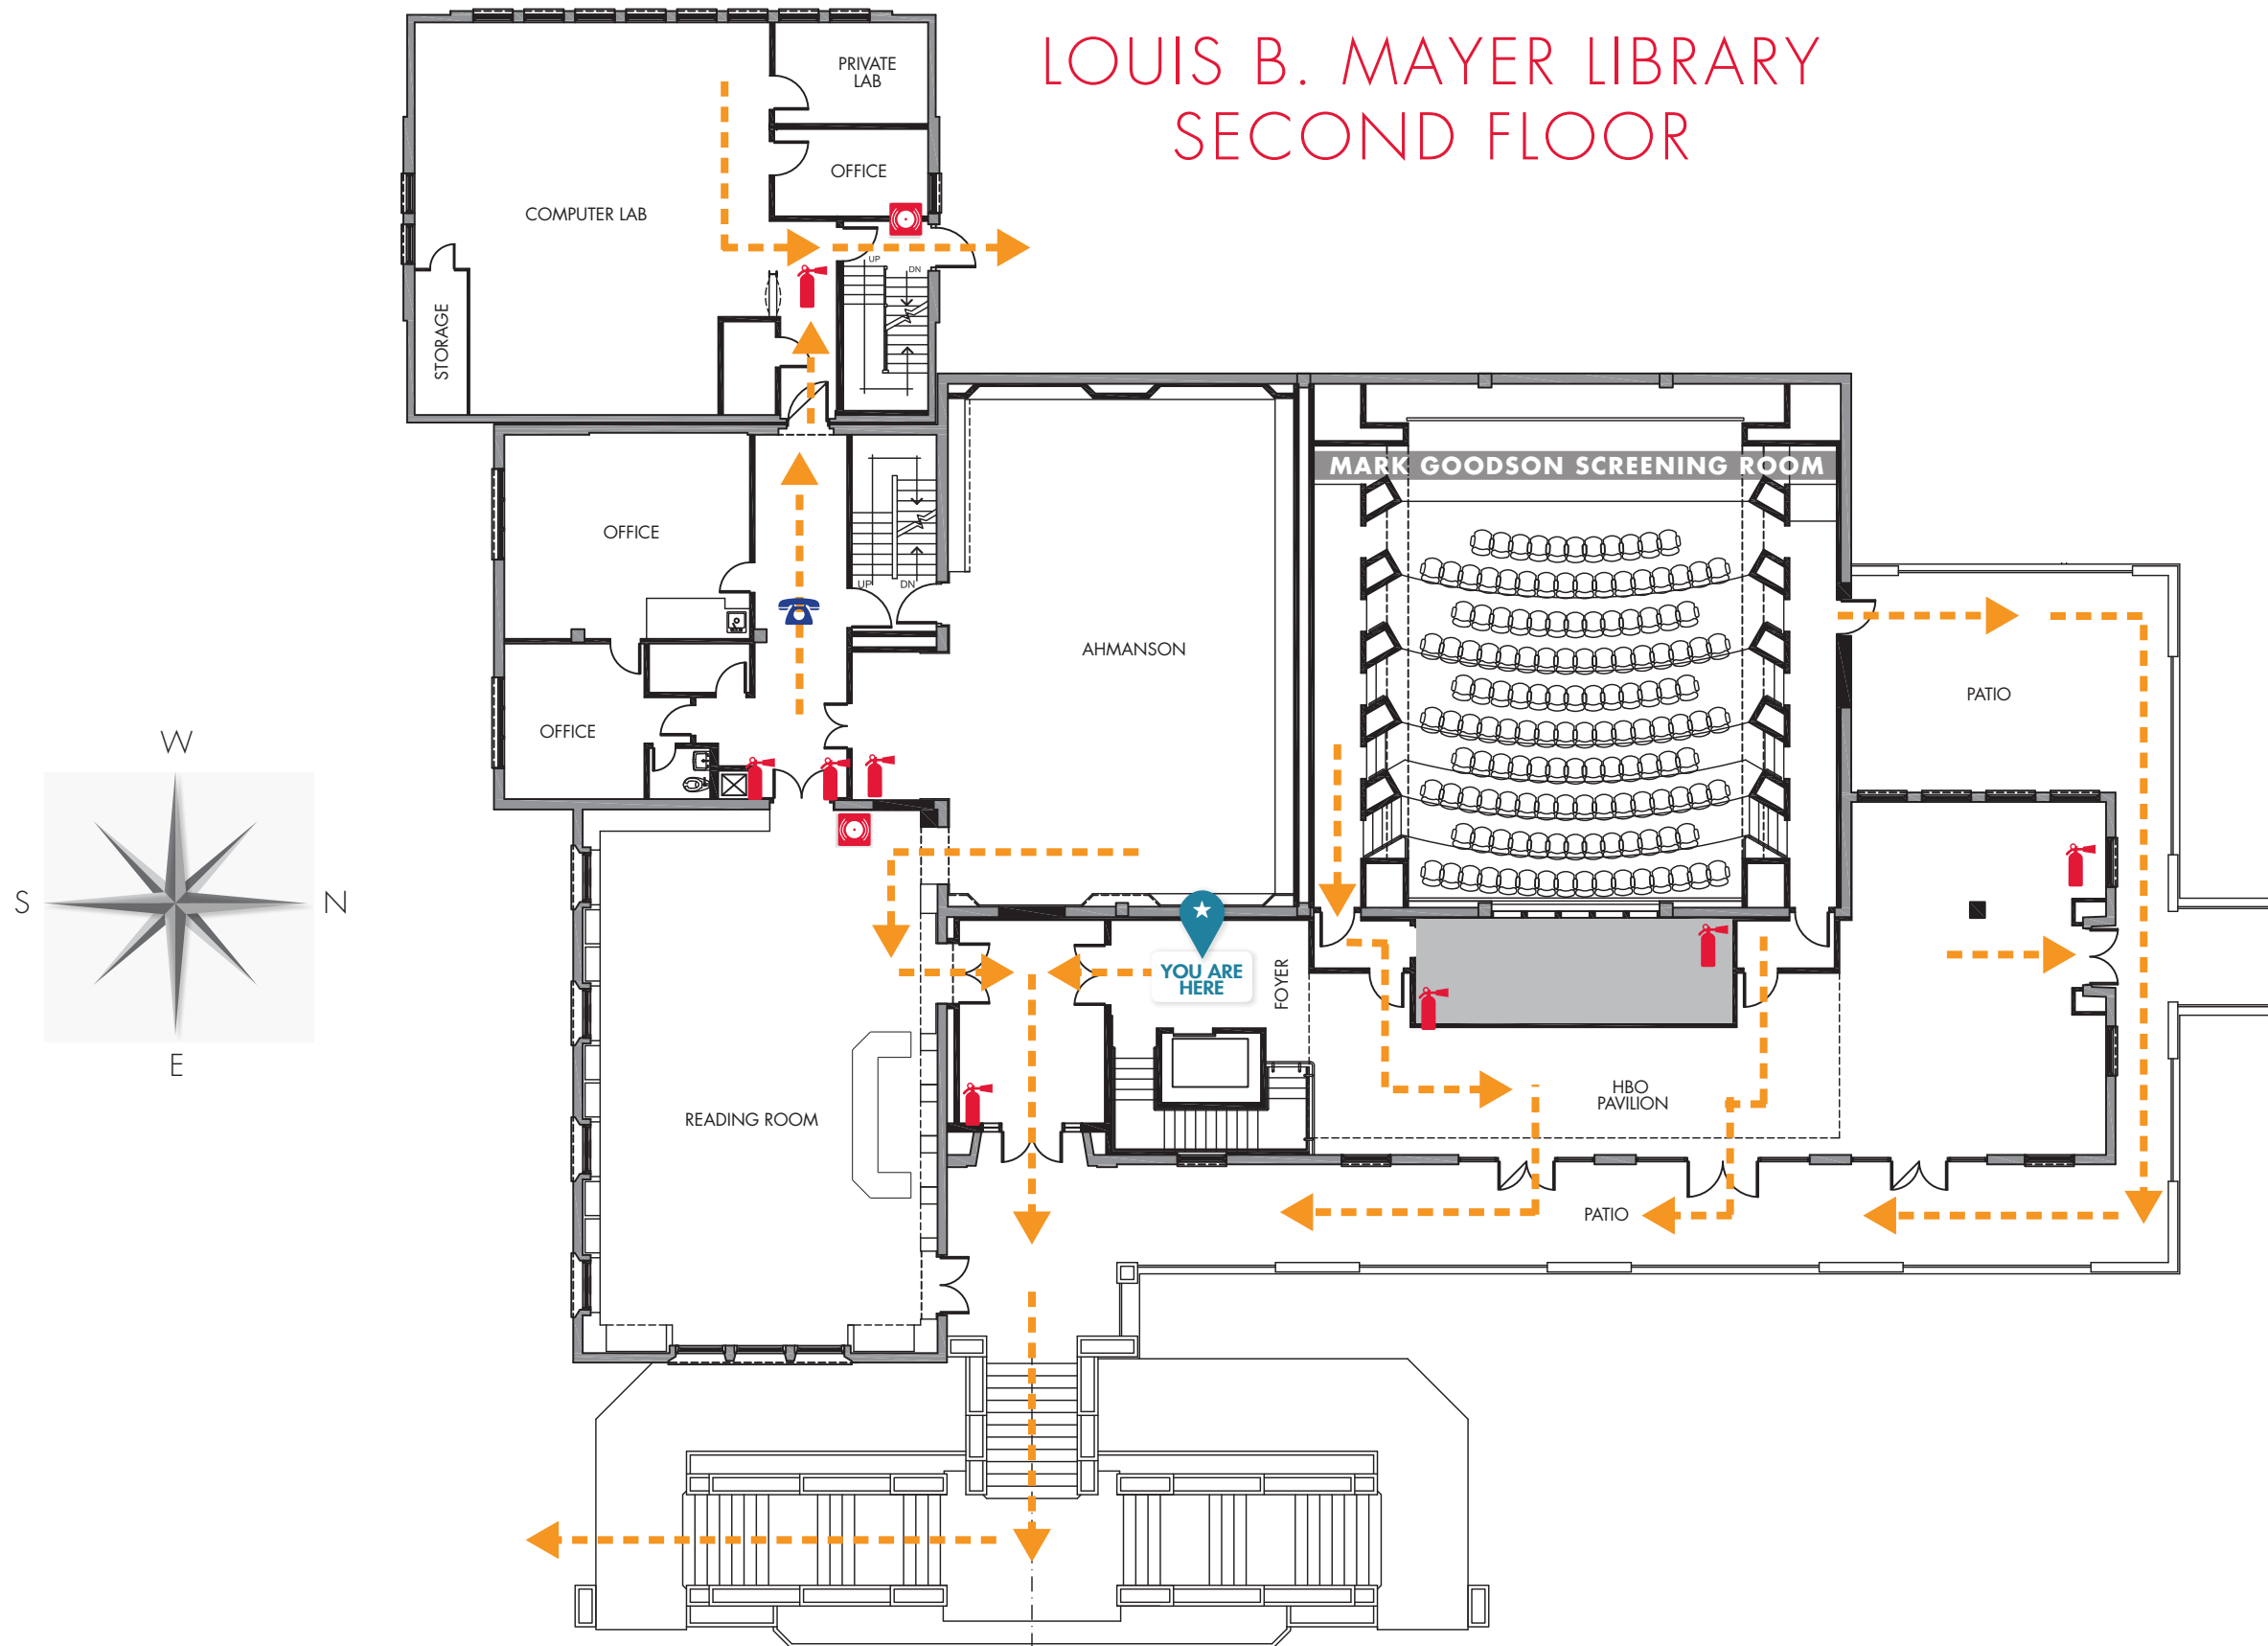 LOUIS B. MAYER LIBRARY
SECOND FLOOR
PRIVATE
LAB
OFFICE
COMPUTER LAB
UP
DN
STORAGE
MARK GOODSON SCREENING ROOM
OFFICE
UP
DN
AHMANSON
PATIO
OFFICE
W
S
N
E
YOU ARE
HERE
FOYER
HBO
PAVILION
READING ROOM
PATIO